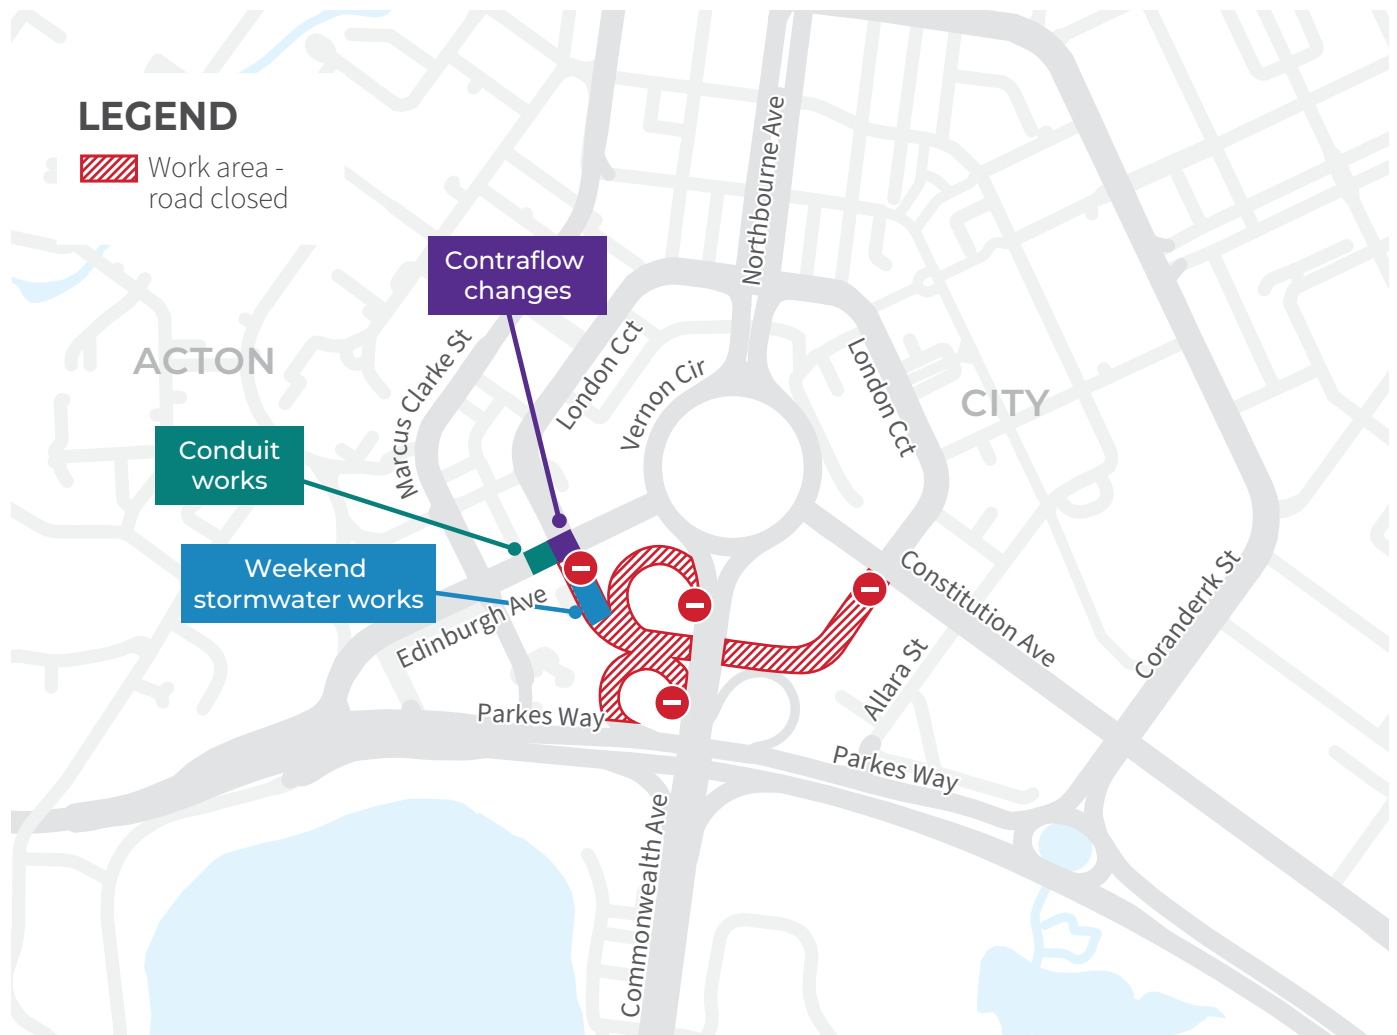 LEGEND
Work area -
road closed
Northbourne Ave
Contraflow
changes
ACTON
Marcus Clarke St
London Cct
Vernon Cir
London Cct
CITY
Conduit
works
Weekend
stormwater works
Edinburgh Ave
Constitution Ave
Coranderrk St
Allara St
Parkes Way
Parkes Way
Commonwealth Ave